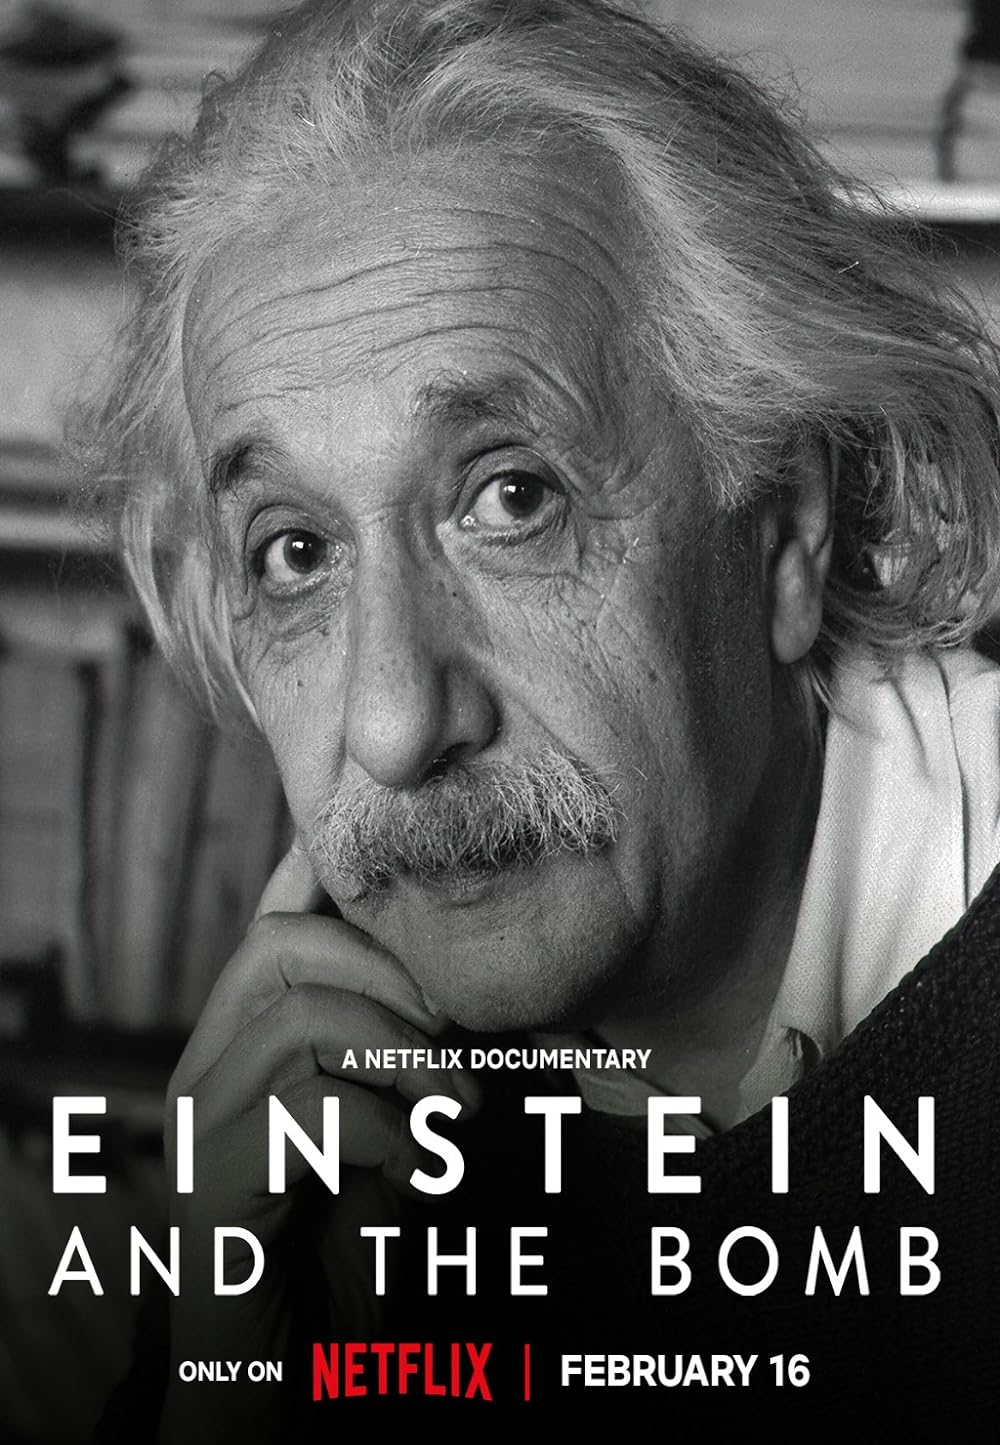 A NETFLIX DOCUMENTARY
EINSTEIN
AND THE BOMB
ONLY ON NETFLIX | FEBRUARY 16